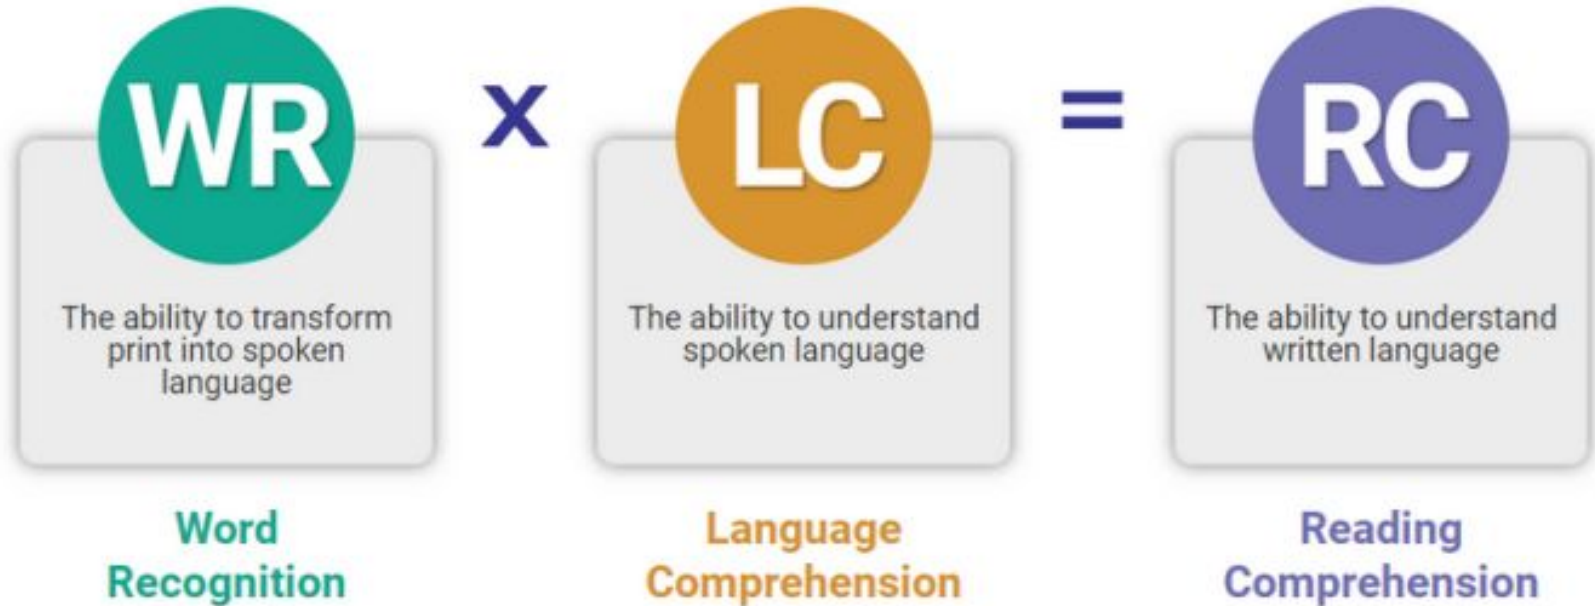 WR
x
LC
=
RC
The ability to transform
print into spoken
language
The ability to understand
spoken language
The ability to understand
written language
Word
Recognition
Language
Comprehension
Reading
Comprehension